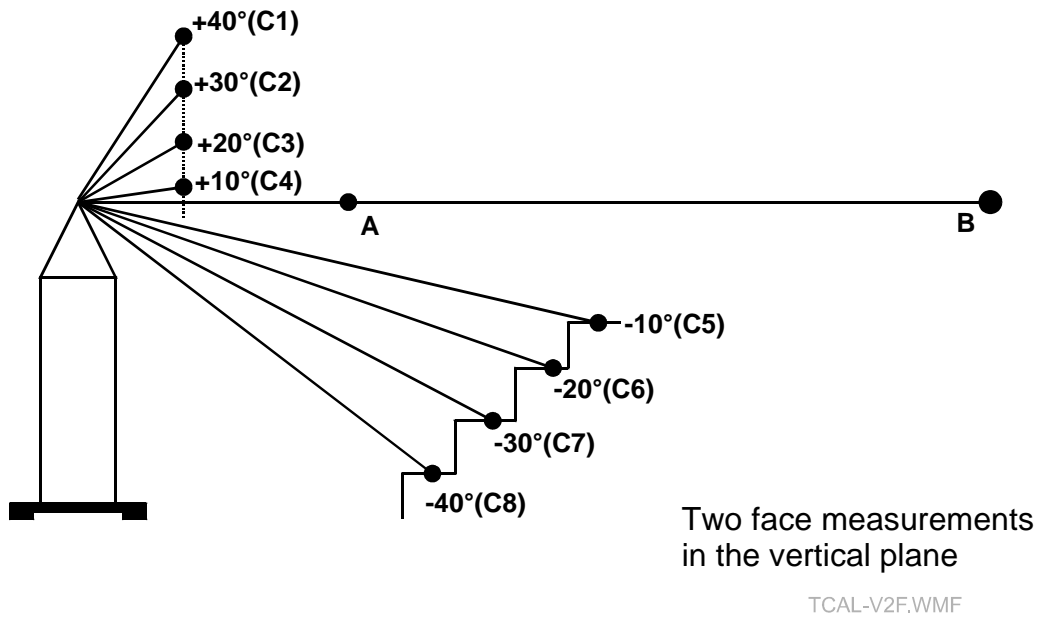 +40°(C1)
+30°(C2)
+20°(C3)
+10°(C4)
A
B
-10°(C5)
-20°(C6)
-30°(C7)
-40°(C8)
Two face measurements
in the vertical plane
TCAL-V2F.WMF